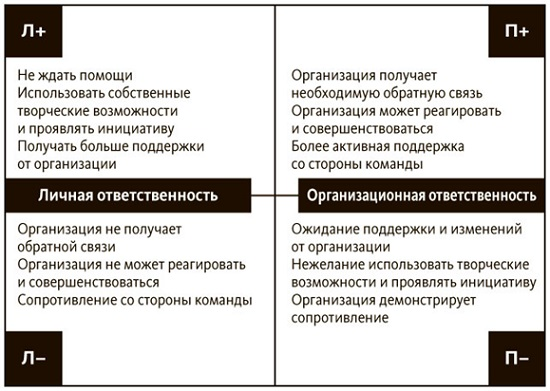 Л+
П+
Не ждать помощи
Использовать собственные
творческие возможности
и проявлять инициативу
Получать больше поддержки
от организации
Организация получает
необходимую обратную связь
Организация может реагировать
и совершенствоваться
Более активная поддержка
со стороны команды
Личная ответственность
Организационная ответственность
Организация не получает
обратной связи
Организация не может реагировать
и совершенствоваться
Сопротивление со стороны команды
Ожидание поддержки и изменений
от организации
Нежелание использовать творческие
возможности и проявлять инициативу
Организация демонстрирует
сопротивление
Л–
П–